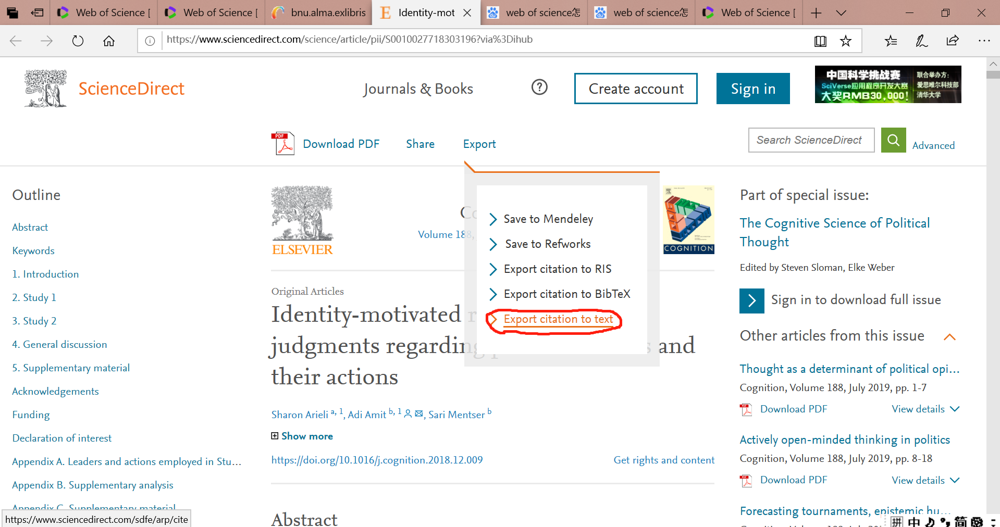 Web of Science [
Web of Science [
bnu.alma.exlibris
Identity-mot
web of science怎
web of science怎
Web of Science [
https://www.sciencedirect.com/science/article/pii/S0010027718303196?via%3Dihub
ScienceDirect
Journals & Books
?
Create account
Sign in
中国科学挑战赛
SciVerse应用程序开发大赛
大奖RMB30,000!
联合举办方:
爱思唯尔科技部
清华大学
PDF
Download PDF
Share
Export
Search ScienceDirect
Advanced
Outline
Abstract
Keywords
1. Introduction
2. Study 1
3. Study 2
4. General discussion
5. Supplementary material
Acknowledgements
Funding
Declaration of interest
Appendix A. Leaders and actions employed in Stu...
Appendix B. Supplementary analysis
Appendix C. Supplementary material
https://www.sciencedirect.com/sdfe/arp/cite
ELSEVIER
Volume 188,
COGNITION
Save to Mendeley
Save to Refworks
Export citation to RIS
Export citation to BibTeX
Export citation to text
Original Articles
Identity-motivated
judgments regarding and
their actions
Sharon Arieli a, 1, Adi Amit b, 1, Sari Mentser b
Show more
https://doi.org/10.1016/j.cognition.2018.12.009
Get rights and content
Abstract
Part of special issue:
The Cognitive Science of Political
Thought
Edited by Steven Sloman, Elke Weber
Sign in to download full issue
Other articles from this issue
Thought as a determinant of political opi...
Cognition, Volume 188, July 2019, pp. 1-7
PDF
Download PDF
View details
Actively open-minded thinking in politics
Cognition, Volume 188, July 2019, pp. 8-18
PDF
Download PDF
View details
Forecasting tournaments, epistemic hu...
拼 中 简